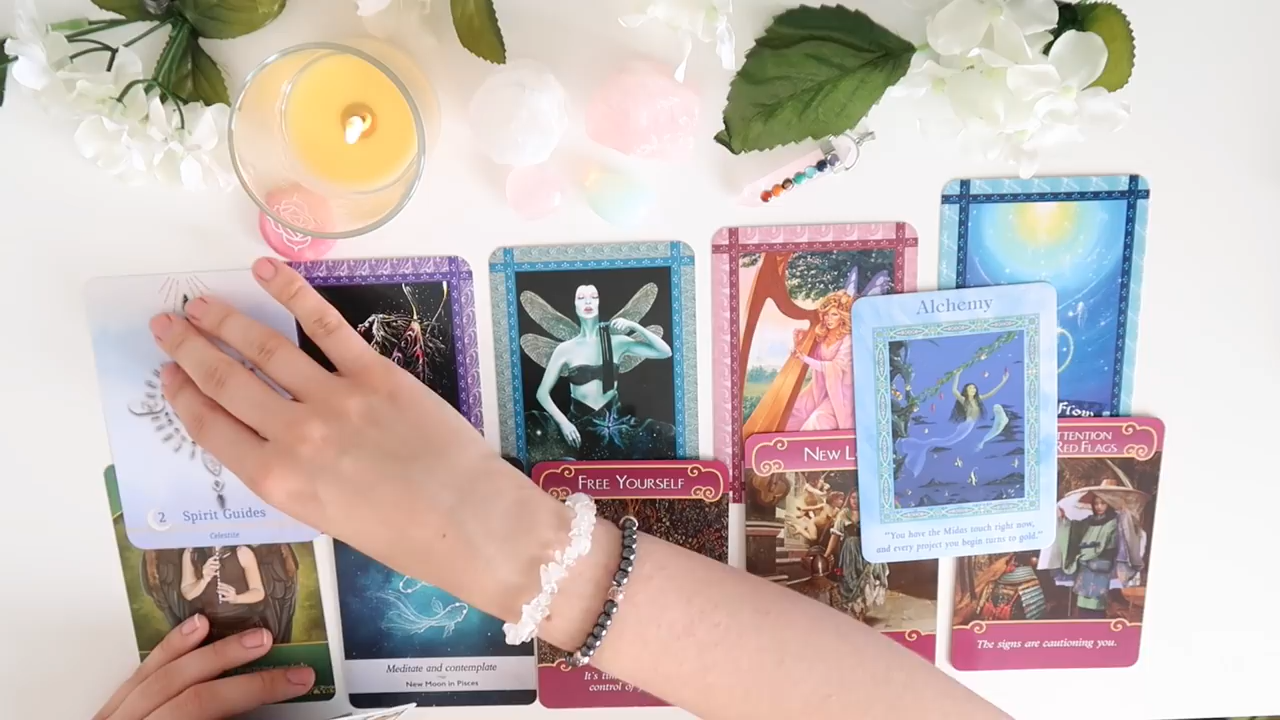 Alchemy
Flow
NEW
ATTENTION
RED FLAGS
FREE YOURSELF
2 Spirit Guides
Celestite
"You have the Midas touch right now,
and every project you begin turns to gold."
The signs are cautioning you.
Meditate and contemplate
New Moon in Pisces
It's
control of